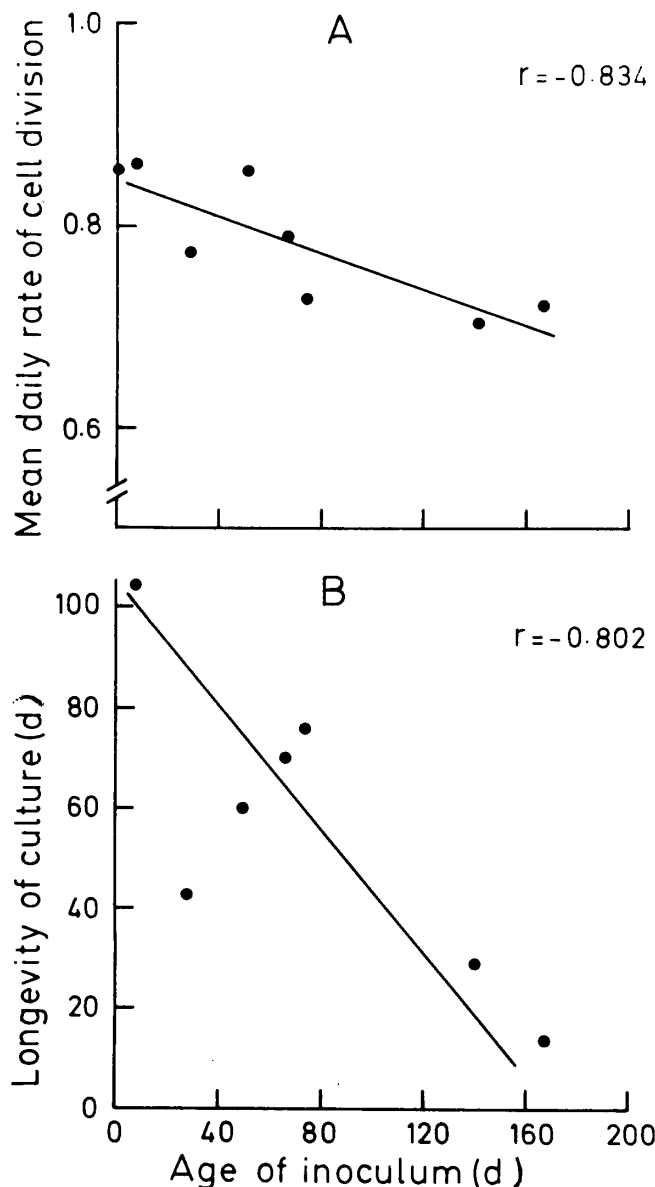 A
r=-0.834
Mean daily rate of cell division
1.0
0.8
0.6
B
r=-0.802
Longevity of culture (d)
100
80
60
40
20
0
0 40 80 120 160 200
Age of inoculum (d)